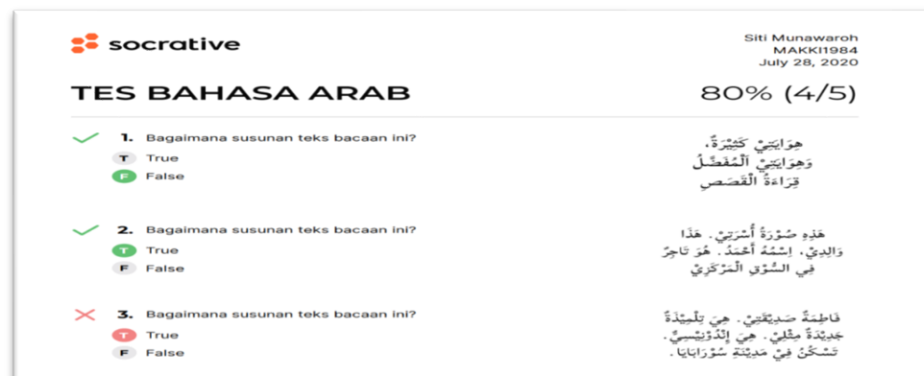 socrative
Siti Munawaroh
MAKKI1984
July 28, 2020
TES BAHASA ARAB
80% (4/5)
1. Bagaimana susunan teks bacaan ini?
T True
F False
هِوَايَتِيْ كَثِيْرَةٌ،
وَهِوَايَتِيْ اَلْمُفَضَّلُ
قِرَاءَةُ الْقَصَصِ
2. Bagaimana susunan teks bacaan ini?
T True
F False
هَذِهِ صُوْرَةُ أُسْرَتِيْ. هَذَا
وَالِدِيْ، اِسْمُهُ أَحْمَدُ. هُوَ تَاجِرٌ
فِي السُّوْقِ الْمَرْكَزِيْ
3. Bagaimana susunan teks bacaan ini?
T True
F False
فَاطِمَةُ صَدِيْقَتِيْ. هِيَ تِلْمِيْذَةٌ
جَدِيْدَةٌ مِثْلِيْ. هِيَ إِنْدُوْنِيْسِيٌّ.
تَسْكُنُ فِيْ مَدِيْنَةِ سُوْرَابَايَا.